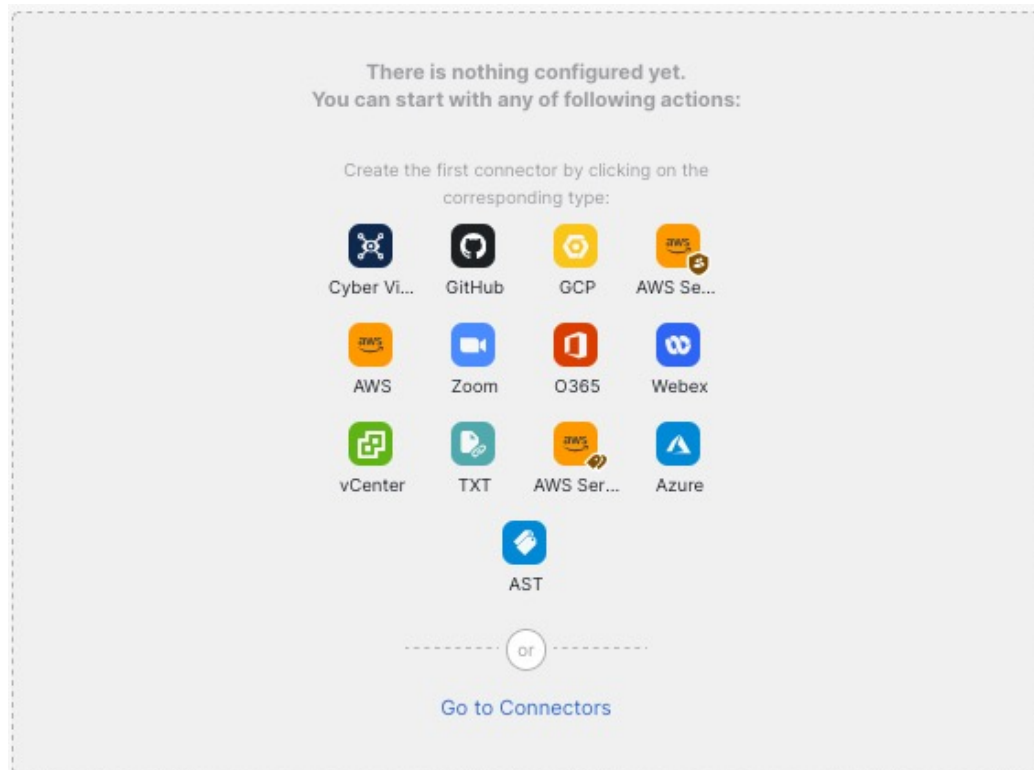 There is nothing configured yet.
You can start with any of following actions:
Create the first connector by clicking on the
corresponding type:
Cyber Vi... GitHub GCP AWS Se...
AWS Zoom O365 Webex
vCenter TXT AWS Ser... Azure
AST
or
Go to Connectors